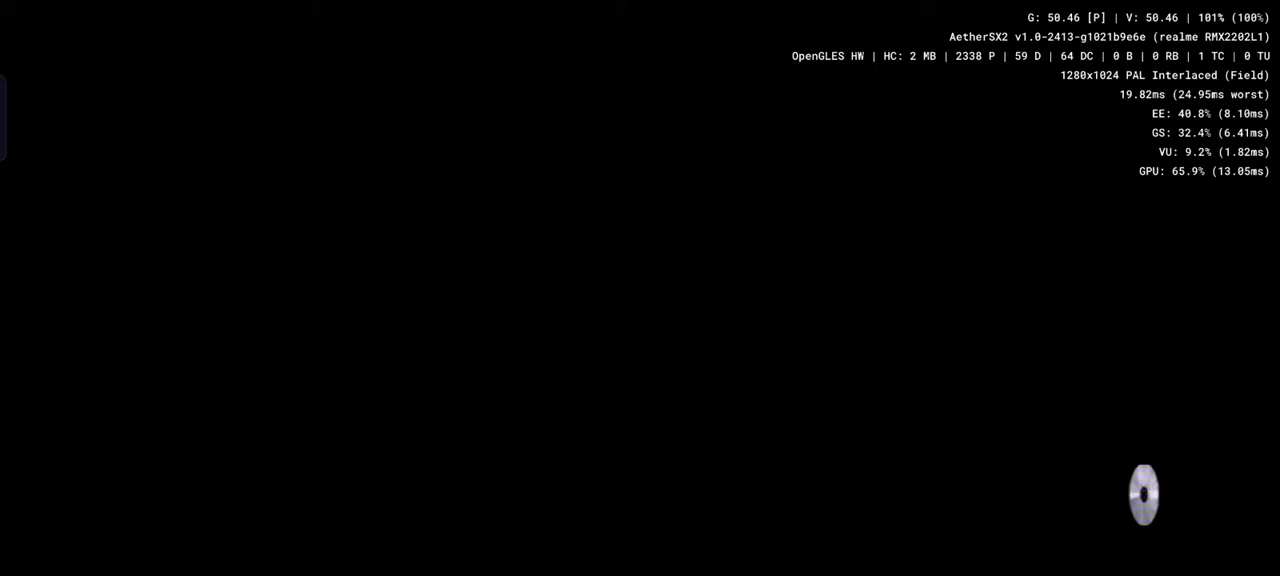 G: 50.46 [P] | V: 50.46 | 101% (100%)
AetherSX2 v1.0-2413-g1021b9e6e (realme RMX2202L1)
OpenGLES HW | HC: 2 MB | 2338 P | 59 D | 64 DC | 0 B | 0 RB | 1 TC | 0 TU
1280x1024 PAL Interlaced (Field)
19.82ms (24.95ms worst)
EE: 40.8% (8.10ms)
GS: 32.4% (6.41ms)
VU: 9.2% (1.82ms)
GPU: 65.9% (13.05ms)